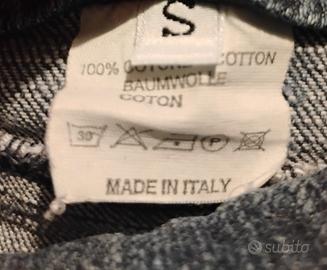 S
100% COTONE COTTON
BAUMWOLLE
COTON
30
P
MADE IN ITALY
subito